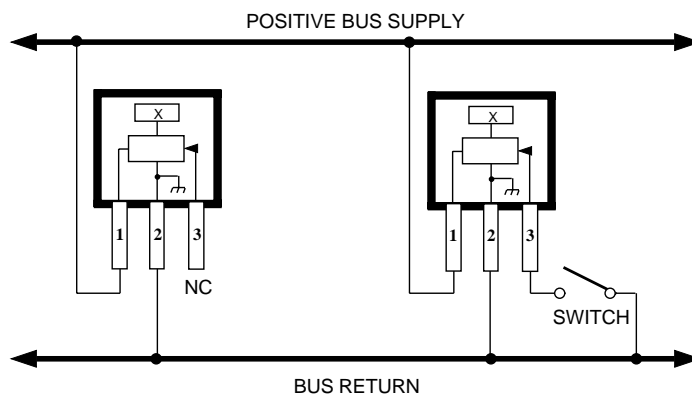 POSITIVE BUS SUPPLY
X
X
1 2 3
1 2 3
NC
SWITCH
BUS RETURN